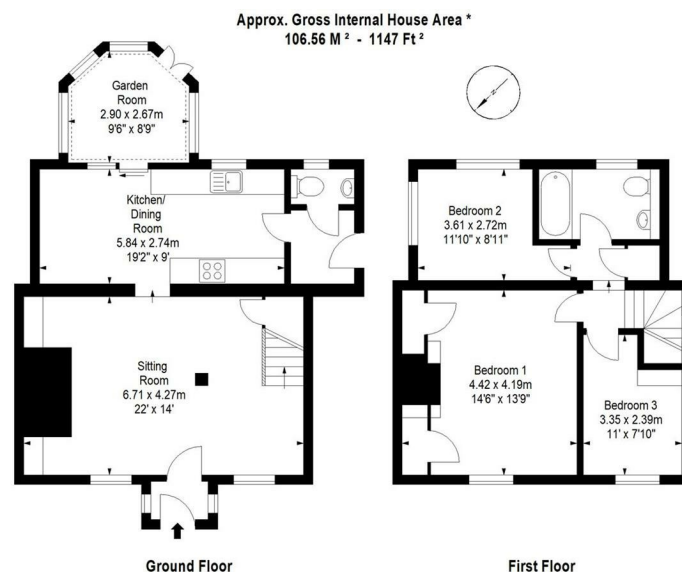 Approx. Gross Internal House Area *
106.56 M ² - 1147 Ft ²
Garden
Room
2.90 x 2.67m
9'6" x 8'9"
Kitchen/
Dining
Room
5.84 x 2.74m
19'2" x 9'
Sitting
Room
6.71 x 4.27m
22' x 14'
Ground Floor
Bedroom 2
3.61 x 2.72m
11'10" x 8'11"
Bedroom 1
4.42 x 4.19m
14'6" x 13'9"
Bedroom 3
3.35 x 2.39m
11' x 7'10"
First Floor